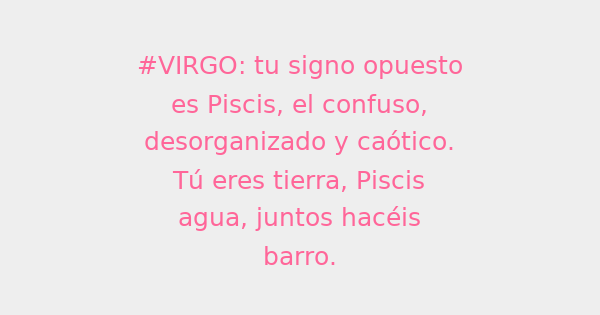 #VIRGO: tu signo opuesto
es Piscis, el confuso,
desorganizado y caótico.
Tú eres tierra, Piscis
agua, juntos hacéis
barro.